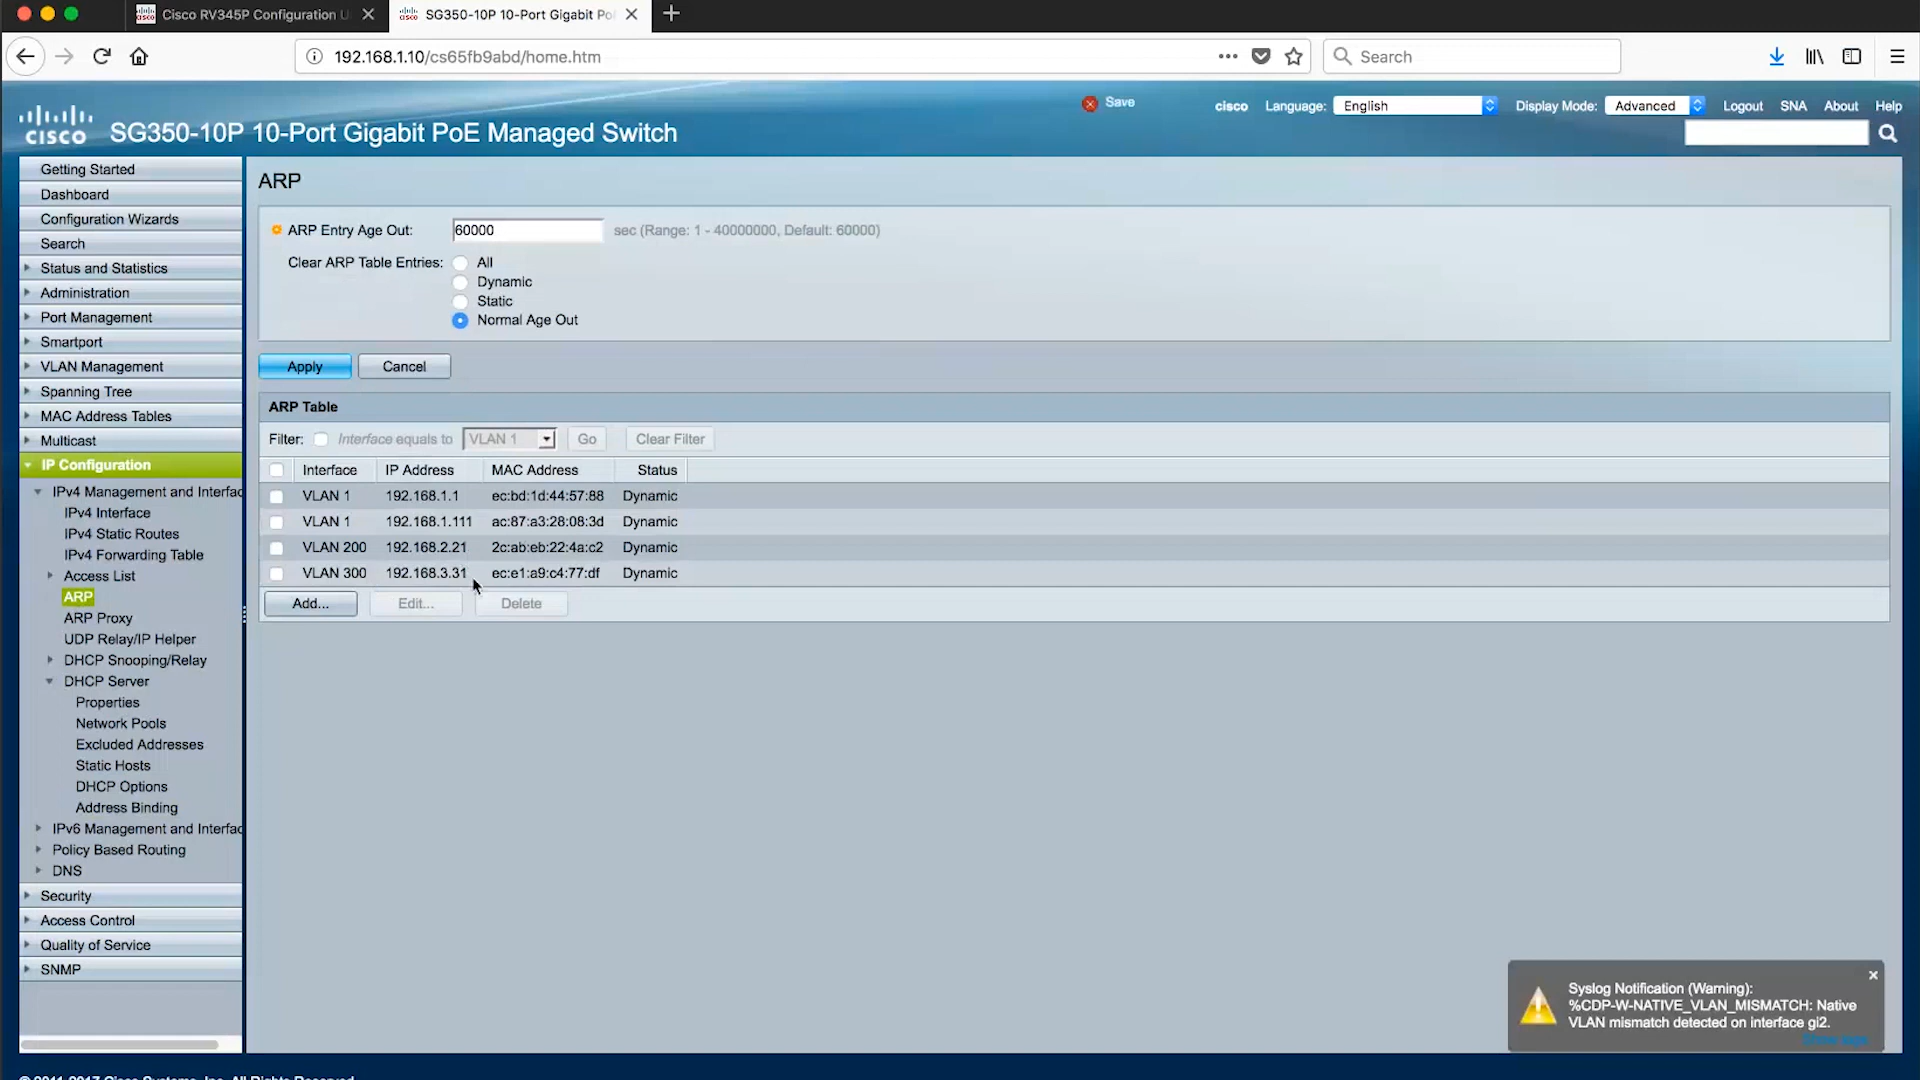 Cisco RV345P Configuration U
SG350-10P 10-Port Gigabit Po
192.168.1.10/cs65fb9abd/home.htm
Search
Save
cisco
Language:
English
Display Mode:
Advanced
Logout
SNA
About
Help
cisco
SG350-10P 10-Port Gigabit PoE Managed Switch
Getting Started
Dashboard
Configuration Wizards
Search
Status and Statistics
Administration
Port Management
Smartport
VLAN Management
Spanning Tree
MAC Address Tables
Multicast
IP Configuration
IPv4 Management and Interfac
IPv4 Interface
IPv4 Static Routes
IPv4 Forwarding Table
Access List
ARP
ARP Proxy
UDP Relay/IP Helper
DHCP Snooping/Relay
DHCP Server
Properties
Network Pools
Excluded Addresses
Static Hosts
DHCP Options
Address Binding
IPv6 Management and Interfac
Policy Based Routing
DNS
Security
Access Control
Quality of Service
SNMP
ARP
ARP Entry Age Out: 60000 sec (Range: 1 - 40000000, Default: 60000)
Clear ARP Table Entries: All
Dynamic
Static
Normal Age Out
Apply Cancel
ARP Table
Filter: Interface equals to VLAN 1 Go Clear Filter
Interface IP Address MAC Address Status
VLAN 1 192.168.1.1 ec:bd:1d:44:57:88 Dynamic
VLAN 1 192.168.1.111 ac:87:a3:28:08:3d Dynamic
VLAN 200 192.168.2.21 2c:ab:eb:22:4a:c2 Dynamic
VLAN 300 192.168.3.31 ec:e1:a9:c4:77:df Dynamic
Add... Edit... Delete
Syslog Notification (Warning):
%CDP-W-NATIVE_VLAN_MISMATCH: Native
VLAN mismatch detected on interface gi2.
© 2011-2017 Cisco Systems, Inc. All Rights Reserved.